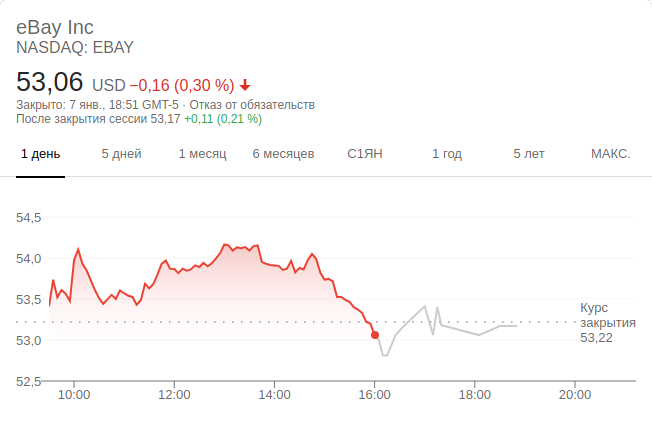 eBay Inc
NASDAQ: EBAY
53,06 USD −0,16 (0,30 %)
Закрыто: 7 янв., 18:51 GMT-5 · Отказ от обязательств
После закрытия сессии 53,17 +0,11 (0,21 %)
1 день 5 дней 1 месяц 6 месяцев С1ЯН 1 год 5 лет МАКС.
54,5
54,0
53,5
Курс
закрытия
53,22
53,0
52,5
10:00 12:00 14:00 16:00 18:00 20:00